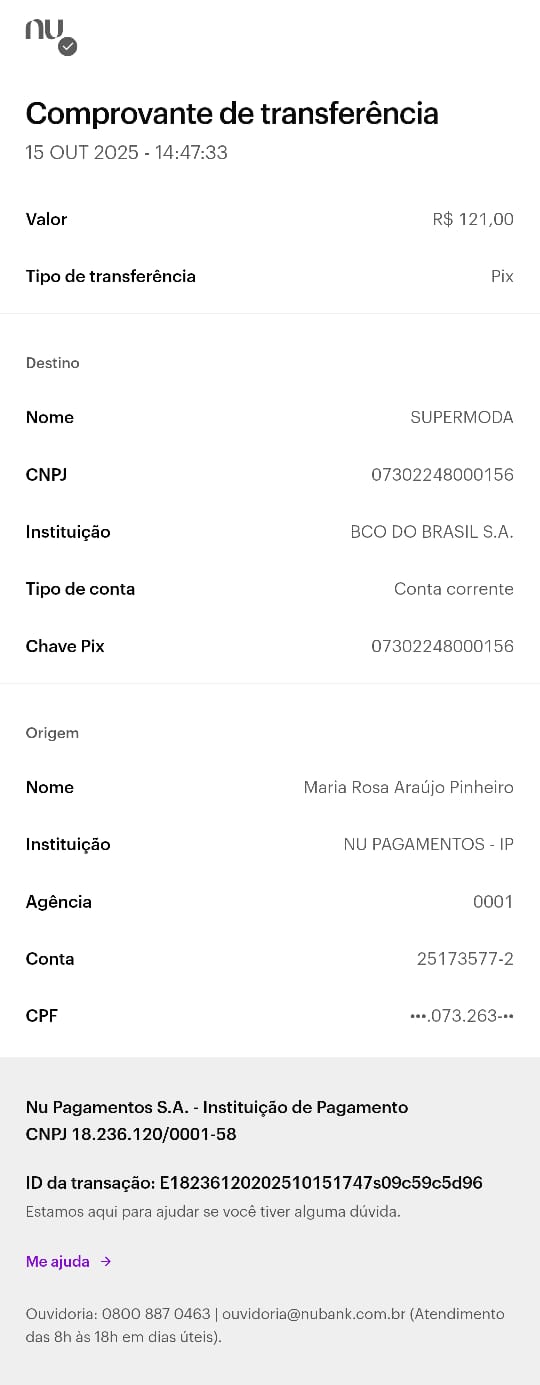 nu
Comprovante de transferência
15 OUT 2025 - 14:47:33
Valor R$ 121,00
Tipo de transferência Pix
Destino
Nome SUPERMODA
CNPJ 07302248000156
Instituição BCO DO BRASIL S.A.
Tipo de conta Conta corrente
Chave Pix 07302248000156
Origem
Nome Maria Rosa Araújo Pinheiro
Instituição NU PAGAMENTOS - IP
Agência 0001
Conta 25173577-2
CPF •••.073.263-••
Nu Pagamentos S.A. - Instituição de Pagamento
CNPJ 18.236.120/0001-58
ID da transação: E18236120202510151747s09c59c5d96
Estamos aqui para ajudar se você tiver alguma dúvida.
Me ajuda →
Ouvidoria: 0800 887 0463 | ouvidoria@nubank.com.br (Atendimento
das 8h às 18h em dias úteis).